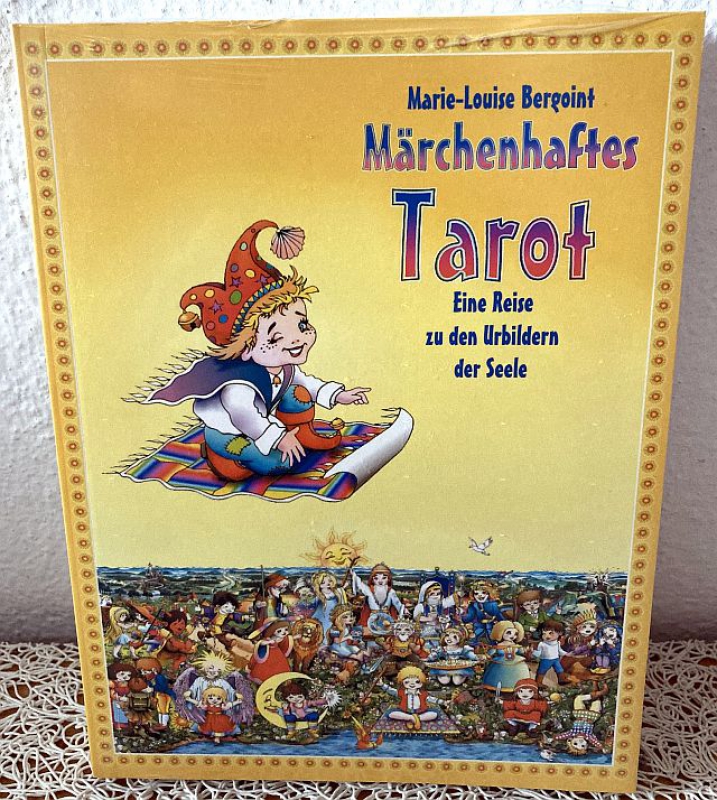 Marie-Louise Bergoint
Märchenhaftes
Tarot
Eine Reise
zu den Urbildern
der Seele